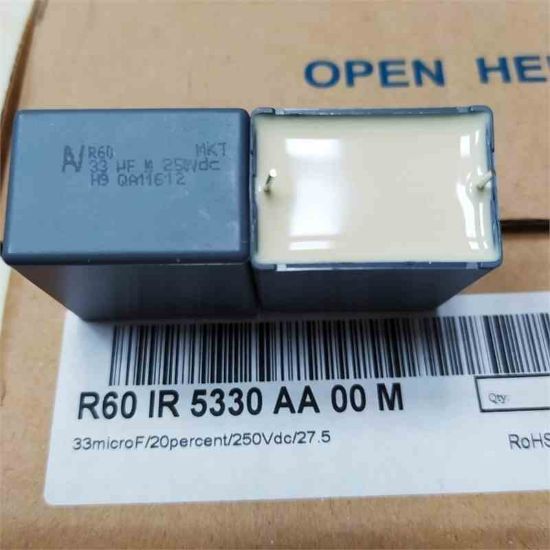 OPEN HE
R60 MKT
33 µF M 250Vdc
H9 QA11612
R60 IR 5330 AA 00 M
Qty:
33microF/20percent/250Vdc/27.5
RoHS